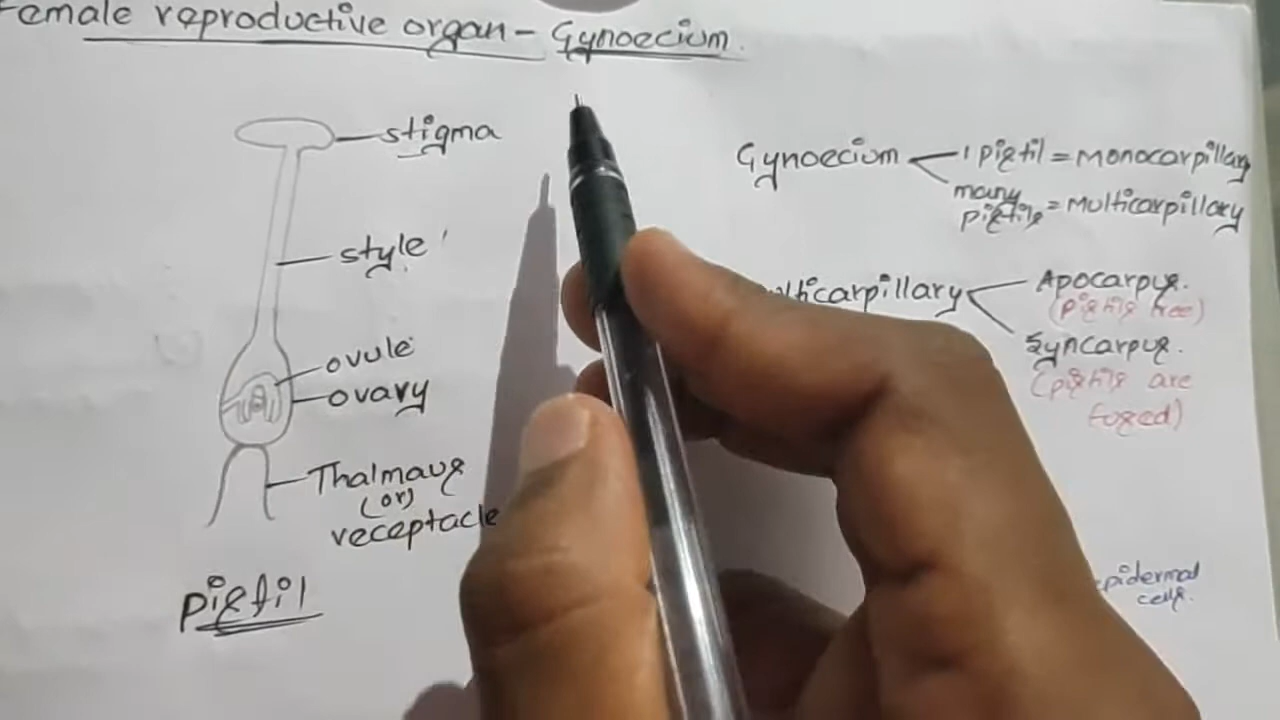 Female reproductive organ - Gynoecium.
stigma
style
ovule
ovary
Thalmaus
(or)
receptacle
Pistil
Gynoecium
1 pistil = Monocarpillary
many pistils = Multicarpillary
Multicarpillary
Apocarpus.
(pistils free)
Syncarpus.
(pistils are
fused)
epidermal
cells.